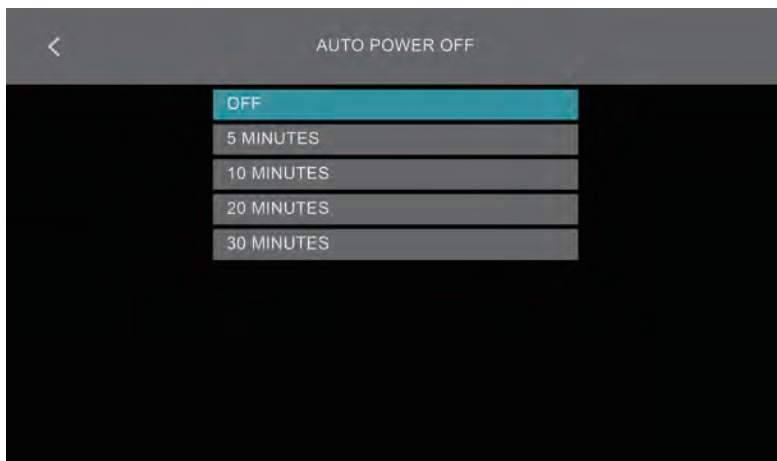 AUTO POWER OFF
OFF
5 MINUTES
10 MINUTES
20 MINUTES
30 MINUTES